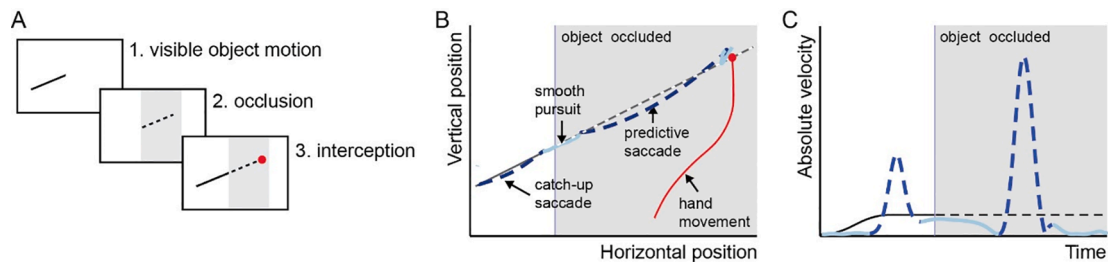 A
1. visible object motion
2. occlusion
3. interception
B
object occluded
smooth
pursuit
predictive
saccade
catch-up
saccade
hand
movement
Vertical position
Horizontal position
C
object occluded
Absolute velocity
Time